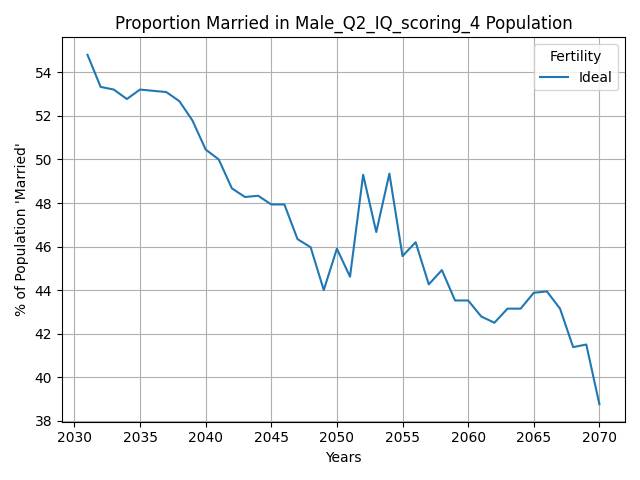 Proportion Married in Male_Q2_IQ_scoring_4 Population
Fertility
Ideal
% of Population 'Married'
54
52
50
48
46
44
42
40
38
2030 2035 2040 2045 2050 2055 2060 2065 2070
Years